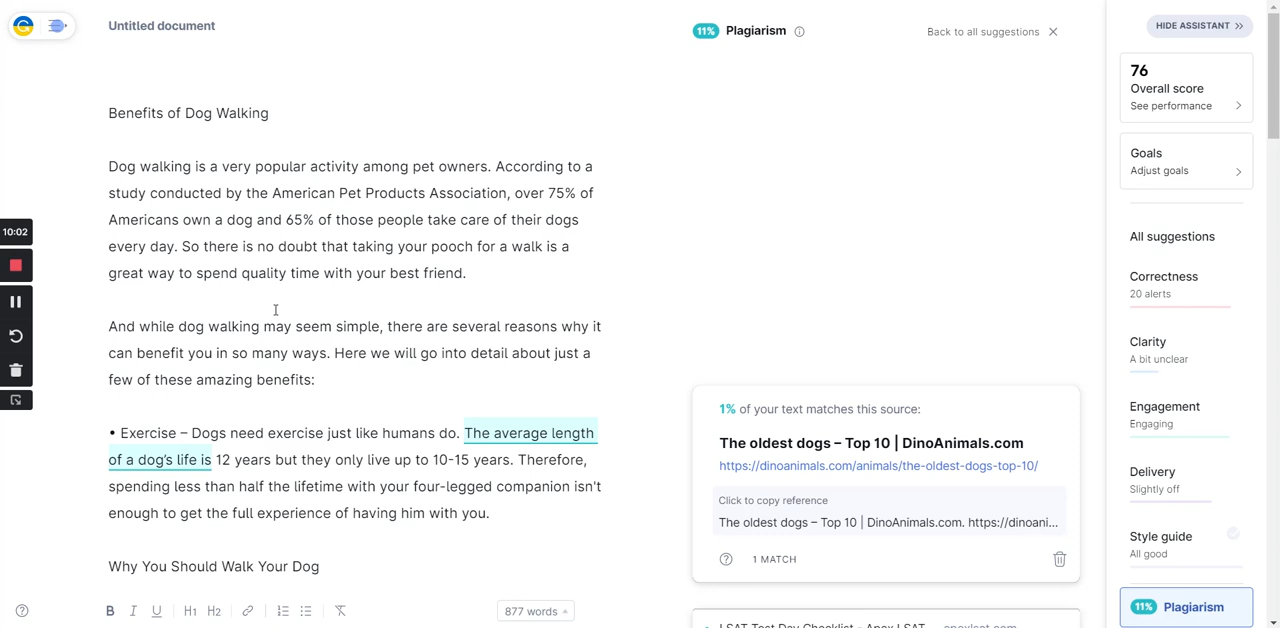 Untitled document
11% Plagiarism
Back to all suggestions
HIDE ASSISTANT
76
Overall score
See performance
Goals
Adjust goals
All suggestions
Correctness
20 alerts
Clarity
A bit unclear
Engagement
Engaging
Delivery
Slightly off
Style guide
All good
11% Plagiarism
10:02
Benefits of Dog Walking
Dog walking is a very popular activity among pet owners. According to a
study conducted by the American Pet Products Association, over 75% of
Americans own a dog and 65% of those people take care of their dogs
every day. So there is no doubt that taking your pooch for a walk is a
great way to spend quality time with your best friend.
And while dog walking may seem simple, there are several reasons why it
can benefit you in so many ways. Here we will go into detail about just a
few of these amazing benefits:
• Exercise – Dogs need exercise just like humans do. The average length
of a dog's life is 12 years but they only live up to 10-15 years. Therefore,
spending less than half the lifetime with your four-legged companion isn't
enough to get the full experience of having him with you.
Why You Should Walk Your Dog
B I U H1 H2
877 words
1% of your text matches this source:
The oldest dogs – Top 10 | DinoAnimals.com
https://dinoanimals.com/animals/the-oldest-dogs-top-10/
Click to copy reference
The oldest dogs – Top 10 | DinoAnimals.com. https://dinoani...
1 MATCH
LSAT Test Day Checklist - Apex LSAT apexlsat.com